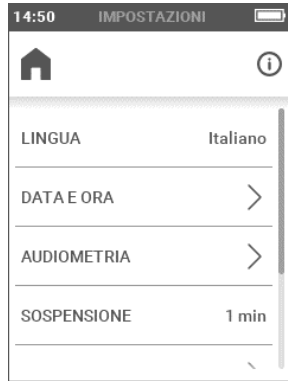 14:50 IMPOSTAZIONI
LINGUA Italiano
DATA E ORA
AUDIOMETRIA
SOSPENSIONE 1 min